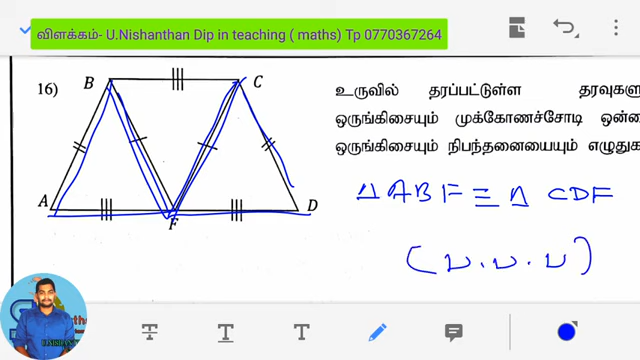 விளக்கம்- U.Nishanthan Dip in teaching ( maths) Tp 0770367264
16)
B
C
A
F
D
உருவில் தரப்பட்டுள்ள தரவுகளு
ஒருங்கிசையும் முக்கோணச்சோடி ஒன்றை
ஒருங்கிசையும் நிபந்தனையையும் எழுதுக
Δ ABF ≡ Δ CDF
(ப.ப.ப)
T T T